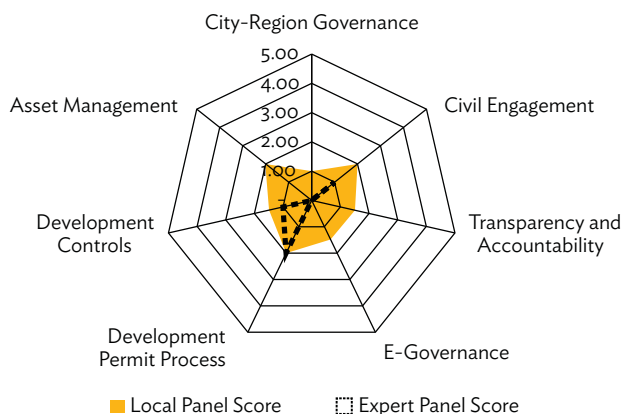 City-Region Governance
5.00
4.00
3.00
2.00
1.00
-
Asset Management
Civil Engagement
Development
Controls
Transparency and
Accountability
Development
Permit Process
E-Governance
Local Panel Score
Expert Panel Score